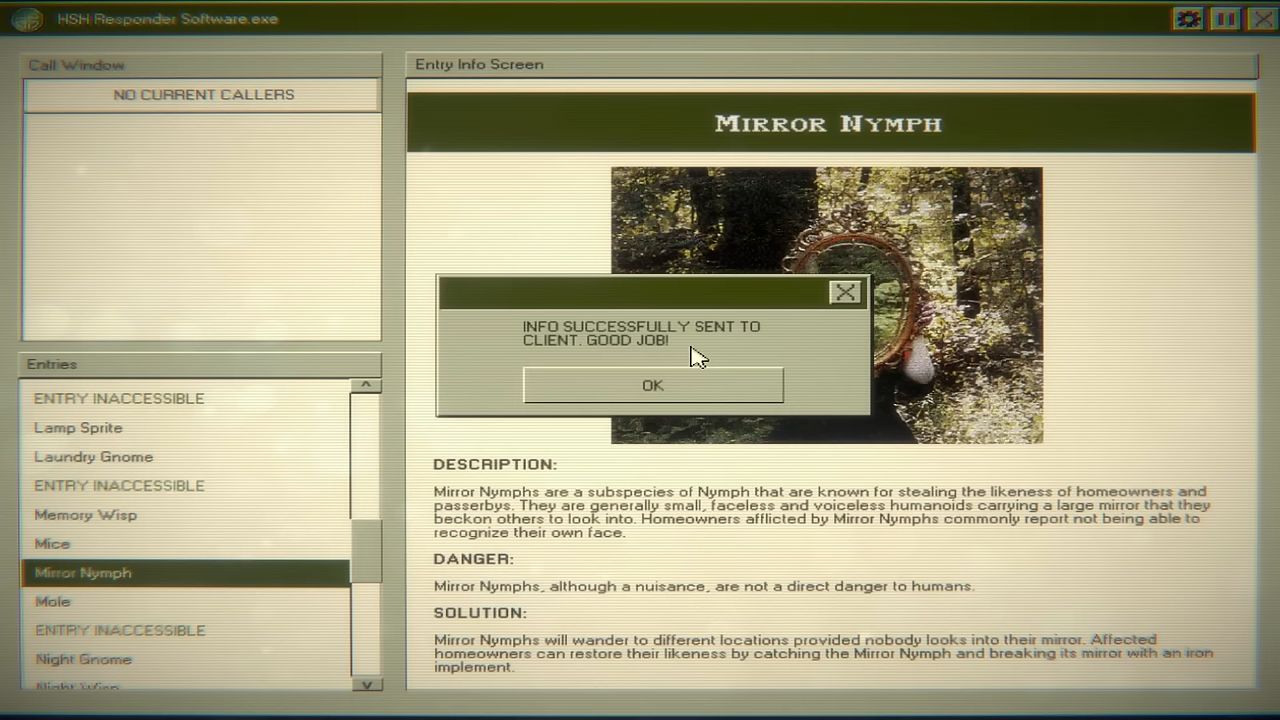 HSH Responder Software.exe
Call Window
NO CURRENT CALLERS
Entries
ENTRY INACCESSIBLE
Lamp Sprite
Laundry Gnome
ENTRY INACCESSIBLE
Memory Wisp
Mice
Mirror Nymph
Mole
ENTRY INACCESSIBLE
Night Gnome
Night Wisp
Entry Info Screen
MIRROR NYMPH
INFO SUCCESSFULLY SENT TO
CLIENT. GOOD JOB!
OK
DESCRIPTION:
Mirror Nymphs are a subspecies of Nymph that are known for stealing the likeness of homeowners and
passerbys. They are generally small, faceless and voiceless humanoids carrying a large mirror that they
beckon others to look into. Homeowners afflicted by Mirror Nymphs commonly report not being able to
recognize their own face.
DANGER:
Mirror Nymphs, although a nuisance, are not a direct danger to humans.
SOLUTION:
Mirror Nymphs will wander to different locations provided nobody looks into their mirror. Affected
homeowners can restore their likeness by catching the Mirror Nymph and breaking its mirror with an iron
implement.